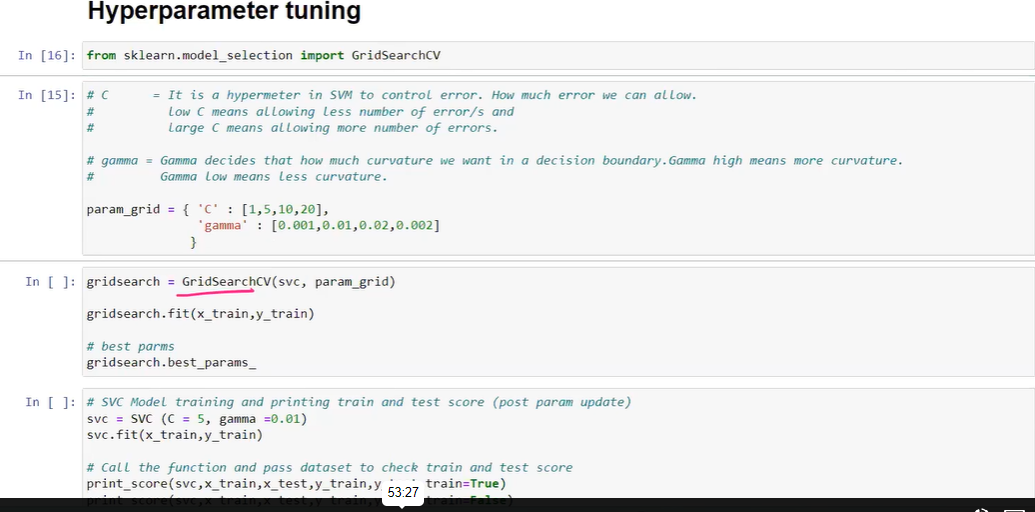 Hyperparameter tuning
In [16]: from sklearn.model_selection import GridSearchCV
In [15]: # C      = It is a hypermeter in SVM to control error. How much error we can allow.
#         low C means allowing less number of error/s and
#         large C means allowing more number of errors.
# gamma = Gamma decides that how much curvature we want in a decision boundary.Gamma high means more curvature.
#        Gamma low means less curvature.
param_grid = { 'C' : [1,5,10,20],
'gamma' : [0.001,0.01,0.02,0.002]
}
In [ ]: gridsearch = GridSearchCV(svc, param_grid)
gridsearch.fit(x_train,y_train)
# best parms
gridsearch.best_params_
In [ ]: # SVC Model training and printing train and test score (post param update)
svc = SVC (C = 5, gamma =0.01)
svc.fit(x_train,y_train)
# Call the function and pass dataset to check train and test score
print_score(svc,x_train,x_test,y_train,y train=True)
53:27